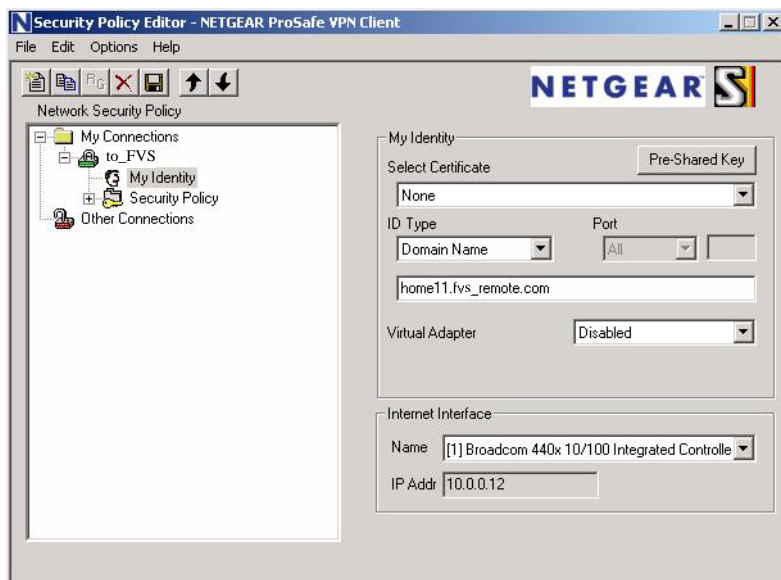 Security Policy Editor - NETGEAR ProSafe VPN Client
File Edit Options Help
NETGEAR S
Network Security Policy
My Connections
to_FVS
My Identity
Security Policy
Other Connections
My Identity
Select Certificate
Pre-Shared Key
None
ID Type
Port
Domain Name
All
home11.fvs_remote.com
Virtual Adapter
Disabled
Internet Interface
Name
[1] Broadcom 440x 10/100 Integrated Controlle
IP Addr
10.0.0.12